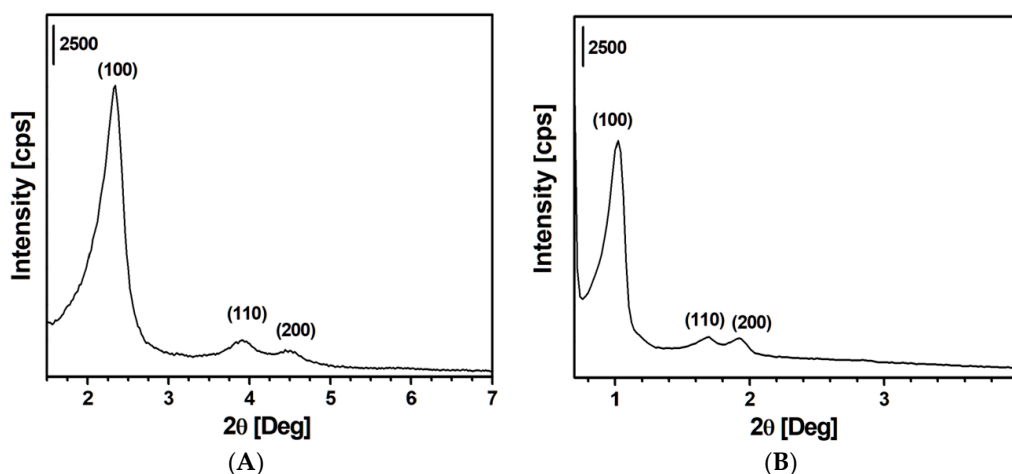 2500
(100)
(110)
(200)
Intensity [cps]
2 3 4 5 6 7
2θ [Deg]
(A)
2500
(100)
(110)
(200)
Intensity [cps]
1 2 3
2θ [Deg]
(B)